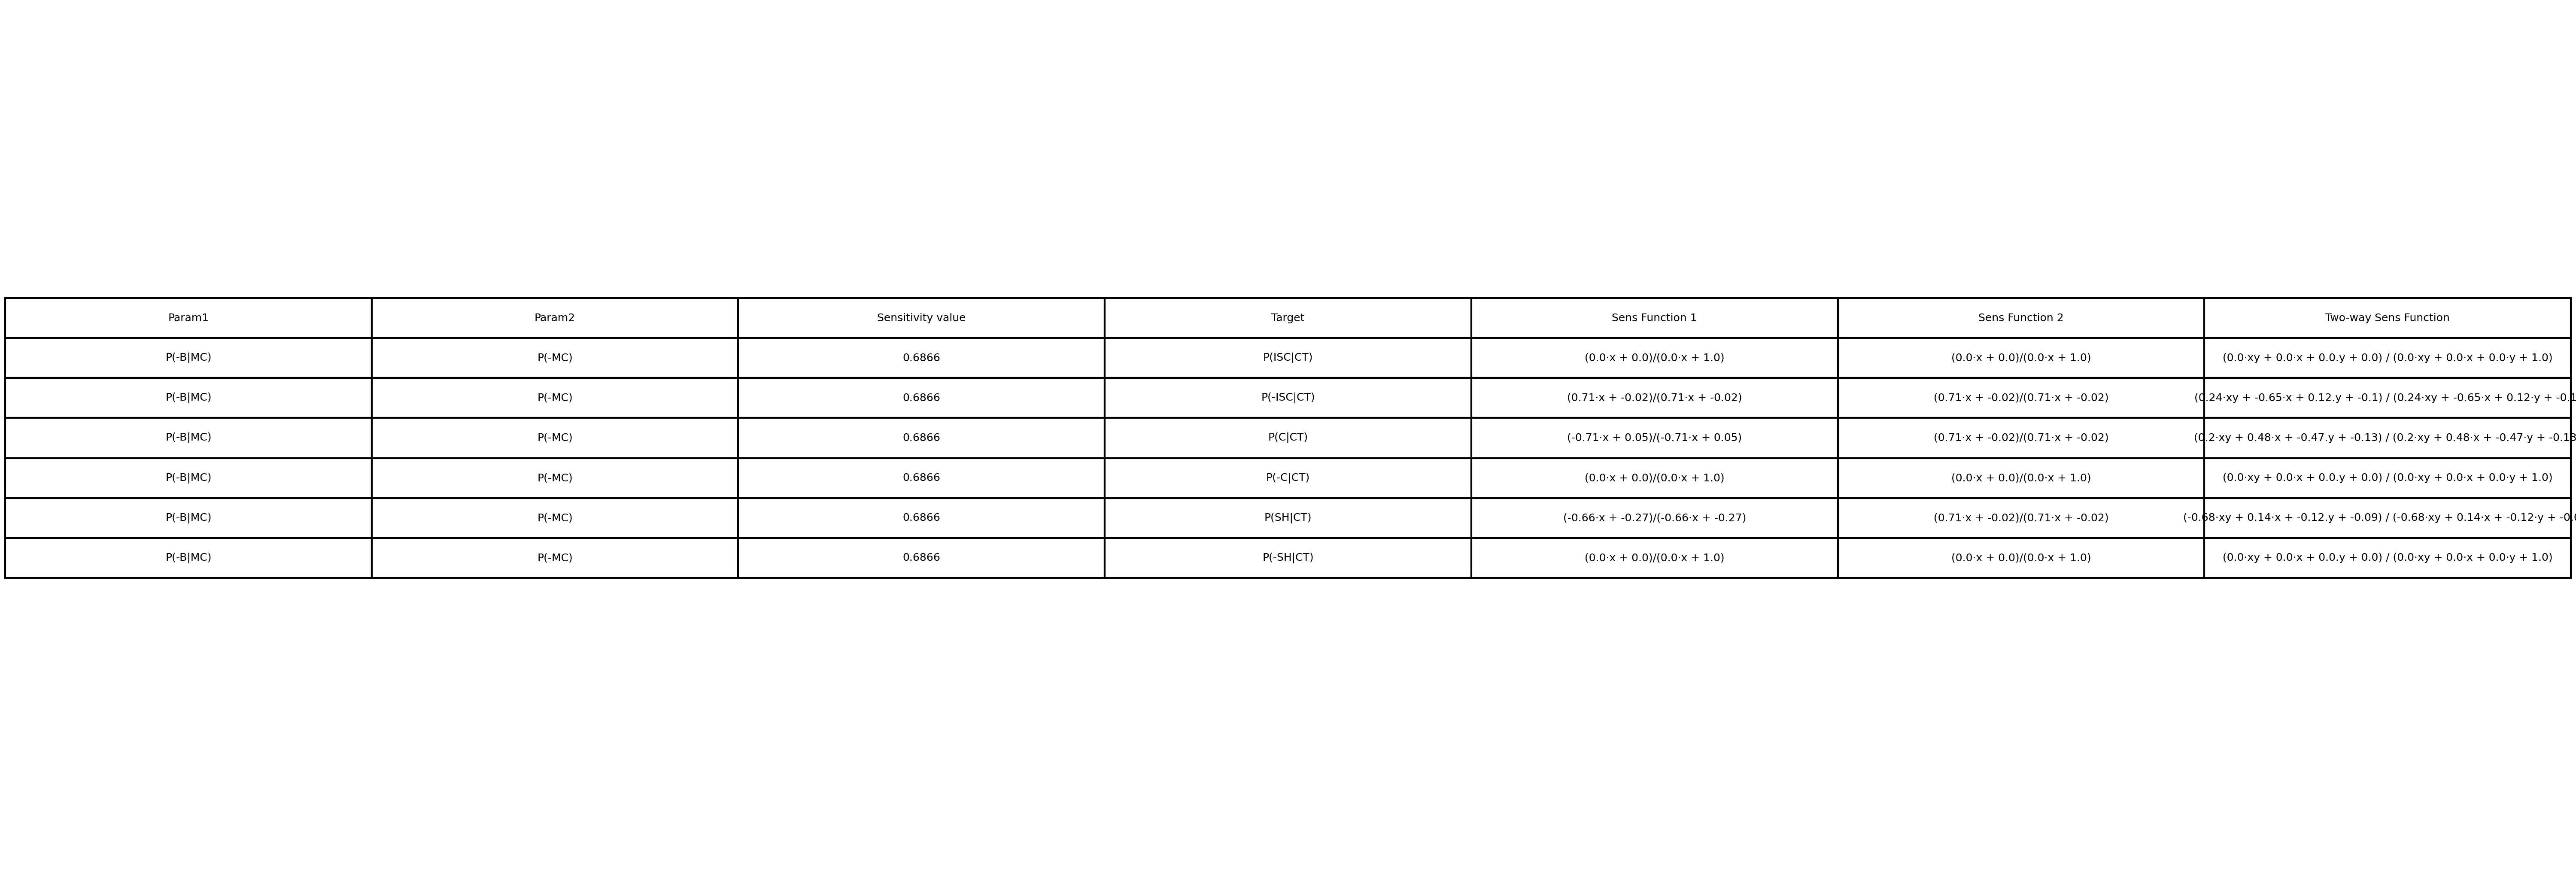 Param1 Param2 Sensitivity value Target Sens Function 1 Sens Function 2 Two-way Sens Function
P(-B|MC) P(-MC) 0.6866 P(ISC|CT) (0.0·x + 0.0)/(0.0·x + 1.0) (0.0·x + 0.0)/(0.0·x + 1.0) (0.0·xy + 0.0·x + 0.0.y + 0.0) / (0.0·xy + 0.0·x + 0.0·y + 1.0)
P(-B|MC) P(-MC) 0.6866 P(-ISC|CT) (0.71·x + -0.02)/(0.71·x + -0.02) (0.71·x + -0.02)/(0.71·x + -0.02) (0.24·xy + -0.65·x + 0.12.y + -0.1) / (0.24·xy + -0.65·x + 0.12·y + -0.1
P(-B|MC) P(-MC) 0.6866 P(C|CT) (-0.71·x + 0.05)/(-0.71·x + 0.05) (0.71·x + -0.02)/(0.71·x + -0.02) (0.2·xy + 0.48·x + -0.47.y + -0.13) / (0.2·xy + 0.48·x + -0.47·y + -0.13
P(-B|MC) P(-MC) 0.6866 P(-C|CT) (0.0·x + 0.0)/(0.0·x + 1.0) (0.0·x + 0.0)/(0.0·x + 1.0) (0.0·xy + 0.0·x + 0.0.y + 0.0) / (0.0·xy + 0.0·x + 0.0·y + 1.0)
P(-B|MC) P(-MC) 0.6866 P(SH|CT) (-0.66·x + -0.27)/(-0.66·x + -0.27) (0.71·x + -0.02)/(0.71·x + -0.02) (-0.68·xy + 0.14·x + -0.12.y + -0.09) / (-0.68·xy + 0.14·x + -0.12·y +
P(-B|MC) P(-MC) 0.6866 P(-SH|CT) (0.0·x + 0.0)/(0.0·x + 1.0) (0.0·x + 0.0)/(0.0·x + 1.0) (0.0·xy + 0.0·x + 0.0.y + 0.0) / (0.0·xy + 0.0·x + 0.0·y + 1.0)